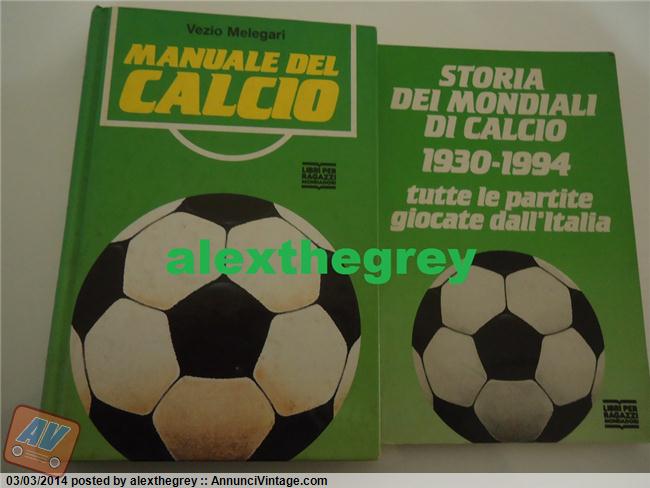 Vezio Melegari
MANUALE DEL
CALCIO
LIBRI PER
RAGAZZI
MONDADORI
STORIA
DEI MONDIALI
DI CALCIO
1930-1994
tutte le partite
giocate dall'Italia
LIBRI PER
RAGAZZI
MONDADORI
alexthegrey
AV
03/03/2014 posted by alexthegrey :: AnnunciVintage.com